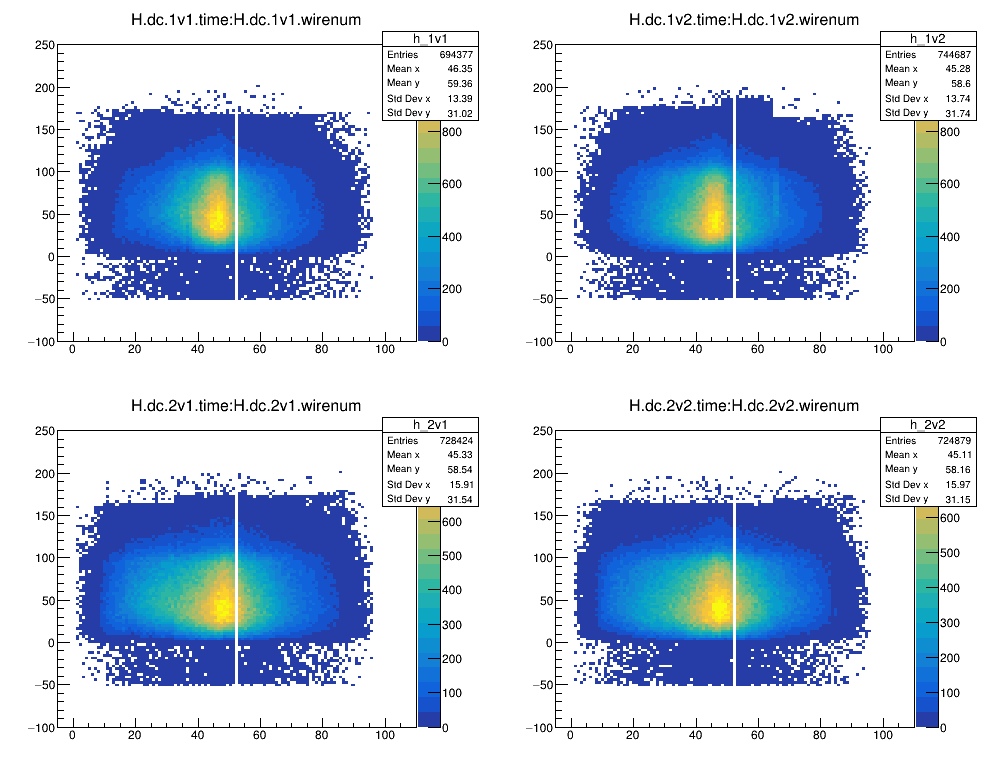 H.dc.1v1.time:H.dc.1v1.wirenum
h_1v1
Entries 694377
Mean x 46.35
Mean y 59.36
Std Dev x 13.39
Std Dev y 31.02
250
200
150
100
50
0
−50
−100
0 20 40 60 80 100
800
600
400
200
0
H.dc.1v2.time:H.dc.1v2.wirenum
h_1v2
Entries 744687
Mean x 45.28
Mean y 58.6
Std Dev x 13.74
Std Dev y 31.74
250
200
150
100
50
0
−50
−100
0 20 40 60 80 100
800
600
400
200
0
H.dc.2v1.time:H.dc.2v1.wirenum
h_2v1
Entries 728424
Mean x 45.33
Mean y 58.54
Std Dev x 15.91
Std Dev y 31.54
250
200
150
100
50
0
−50
−100
0 20 40 60 80 100
600
500
400
300
200
100
0
H.dc.2v2.time:H.dc.2v2.wirenum
h_2v2
Entries 724879
Mean x 45.11
Mean y 58.16
Std Dev x 15.97
Std Dev y 31.15
250
200
150
100
50
0
−50
−100
0 20 40 60 80 100
600
500
400
300
200
100
0